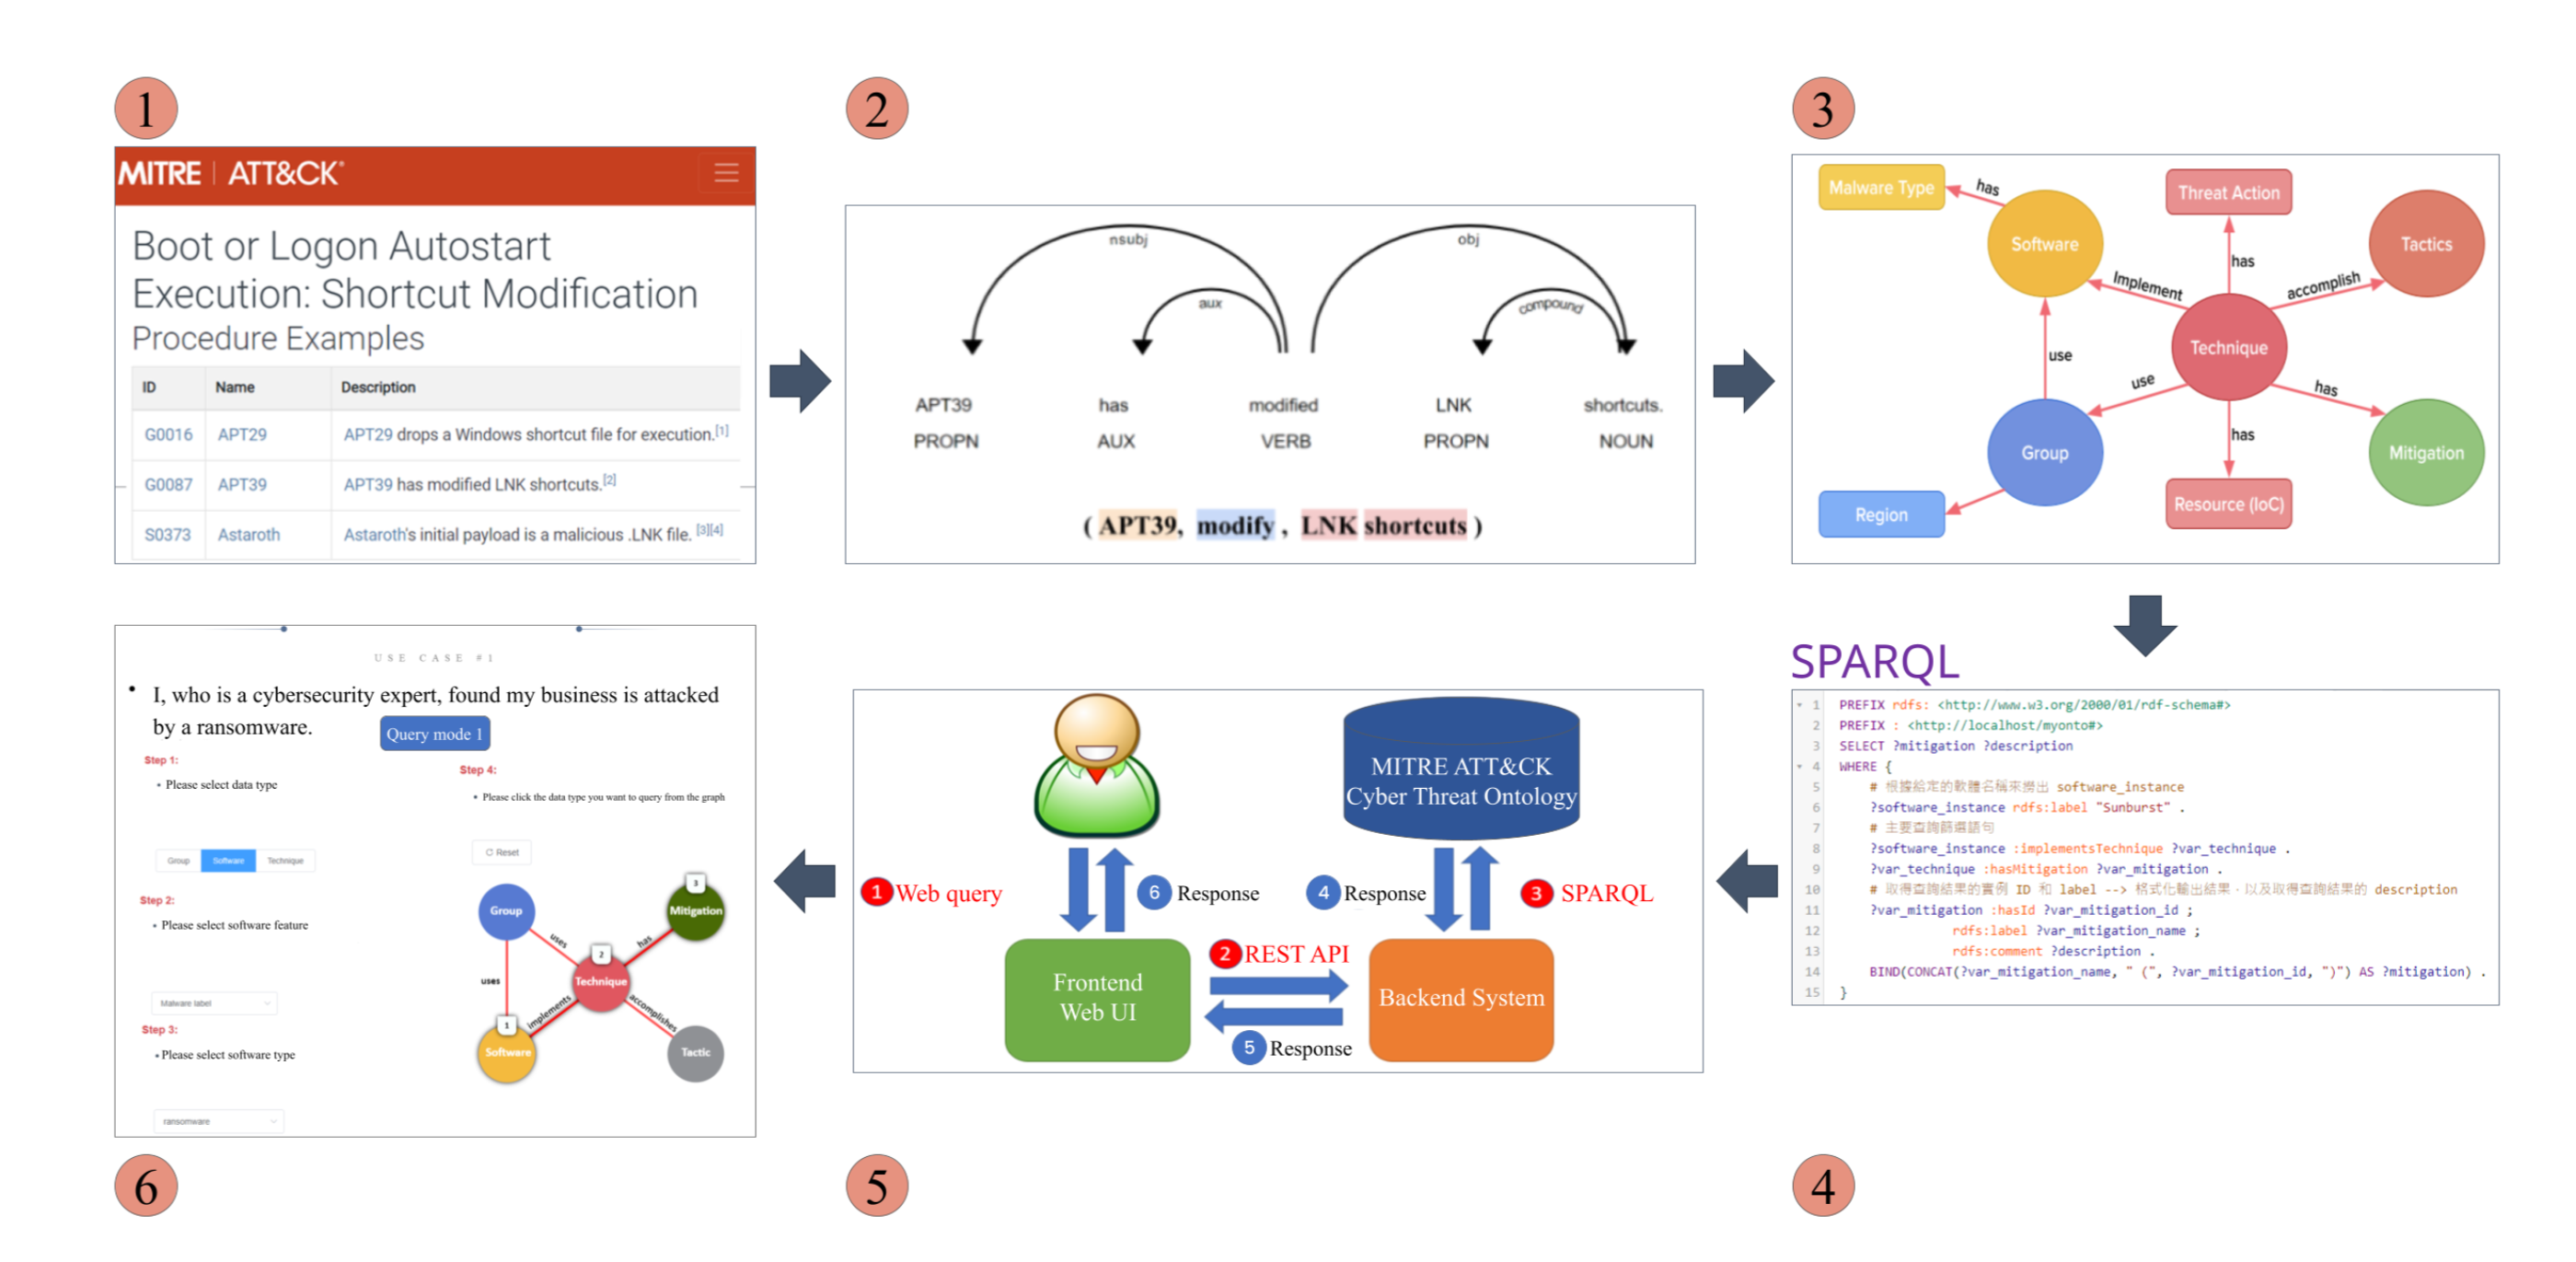 1
MITRE | ATT&CK®
Boot or Logon Autostart
Execution: Shortcut Modification
Procedure Examples
ID Name Description
G0016 APT29 APT29 drops a Windows shortcut file for execution.[1]
G0087 APT39 APT39 has modified LNK shortcuts.[2]
S0373 Astaroth Astaroth's initial payload is a malicious .LNK file. [3][4]
2
nsubj
obj
aux
compound
APT39 has modified LNK shortcuts.
PROPN AUX VERB PROPN NOUN
( APT39, modify , LNK shortcuts )
3
Malware Type
has
Software
Threat Action
Tactics
has
Implement
accomplish
Technique
use
use
has
Group
has
Mitigation
Region
Resource (IoC)
SPARQL
1 PREFIX rdfs: <http://www.w3.org/2000/01/rdf-schema#>
2 PREFIX : <http://localhost/myonto#>
3 SELECT ?mitigation ?description
4 WHERE {
5 # 根據給定的軟體名稱來撈出 software_instance
6 ?software_instance rdfs:label "Sunburst" .
7 # 主要查詢篩選語句
8 ?software_instance :implementsTechnique ?var_technique .
9 ?var_technique :hasMitigation ?var_mitigation .
10 # 取得查詢結果的實例 ID 和 label --> 格式化輸出結果，以及取得查詢結果的 description
11 ?var_mitigation :hasId ?var_mitigation_id ;
12 rdfs:label ?var_mitigation_name ;
13 rdfs:comment ?description .
14 BIND(CONCAT(?var_mitigation_name, " (", ?var_mitigation_id, ")") AS ?mitigation) .
15 }
4
MITRE ATT&CK
Cyber Threat Ontology
1 Web query
6 Response
4 Response
3 SPARQL
2 REST API
Frontend
Web UI
Backend System
5 Response
5
USE CASE #1
• I, who is a cybersecurity expert, found my business is attacked
by a ransomware.
Query mode 1
Step 1:
• Please select data type
Group Software Technique
Step 2:
• Please select software feature
Malware label
Step 3:
• Please select software type
ransomware
Step 4:
• Please click the data type you want to query from the graph
Reset
3
Group
Mitigation
uses
has
2
uses
Technique
1
implements
accomplishes
Software
Tactic
6